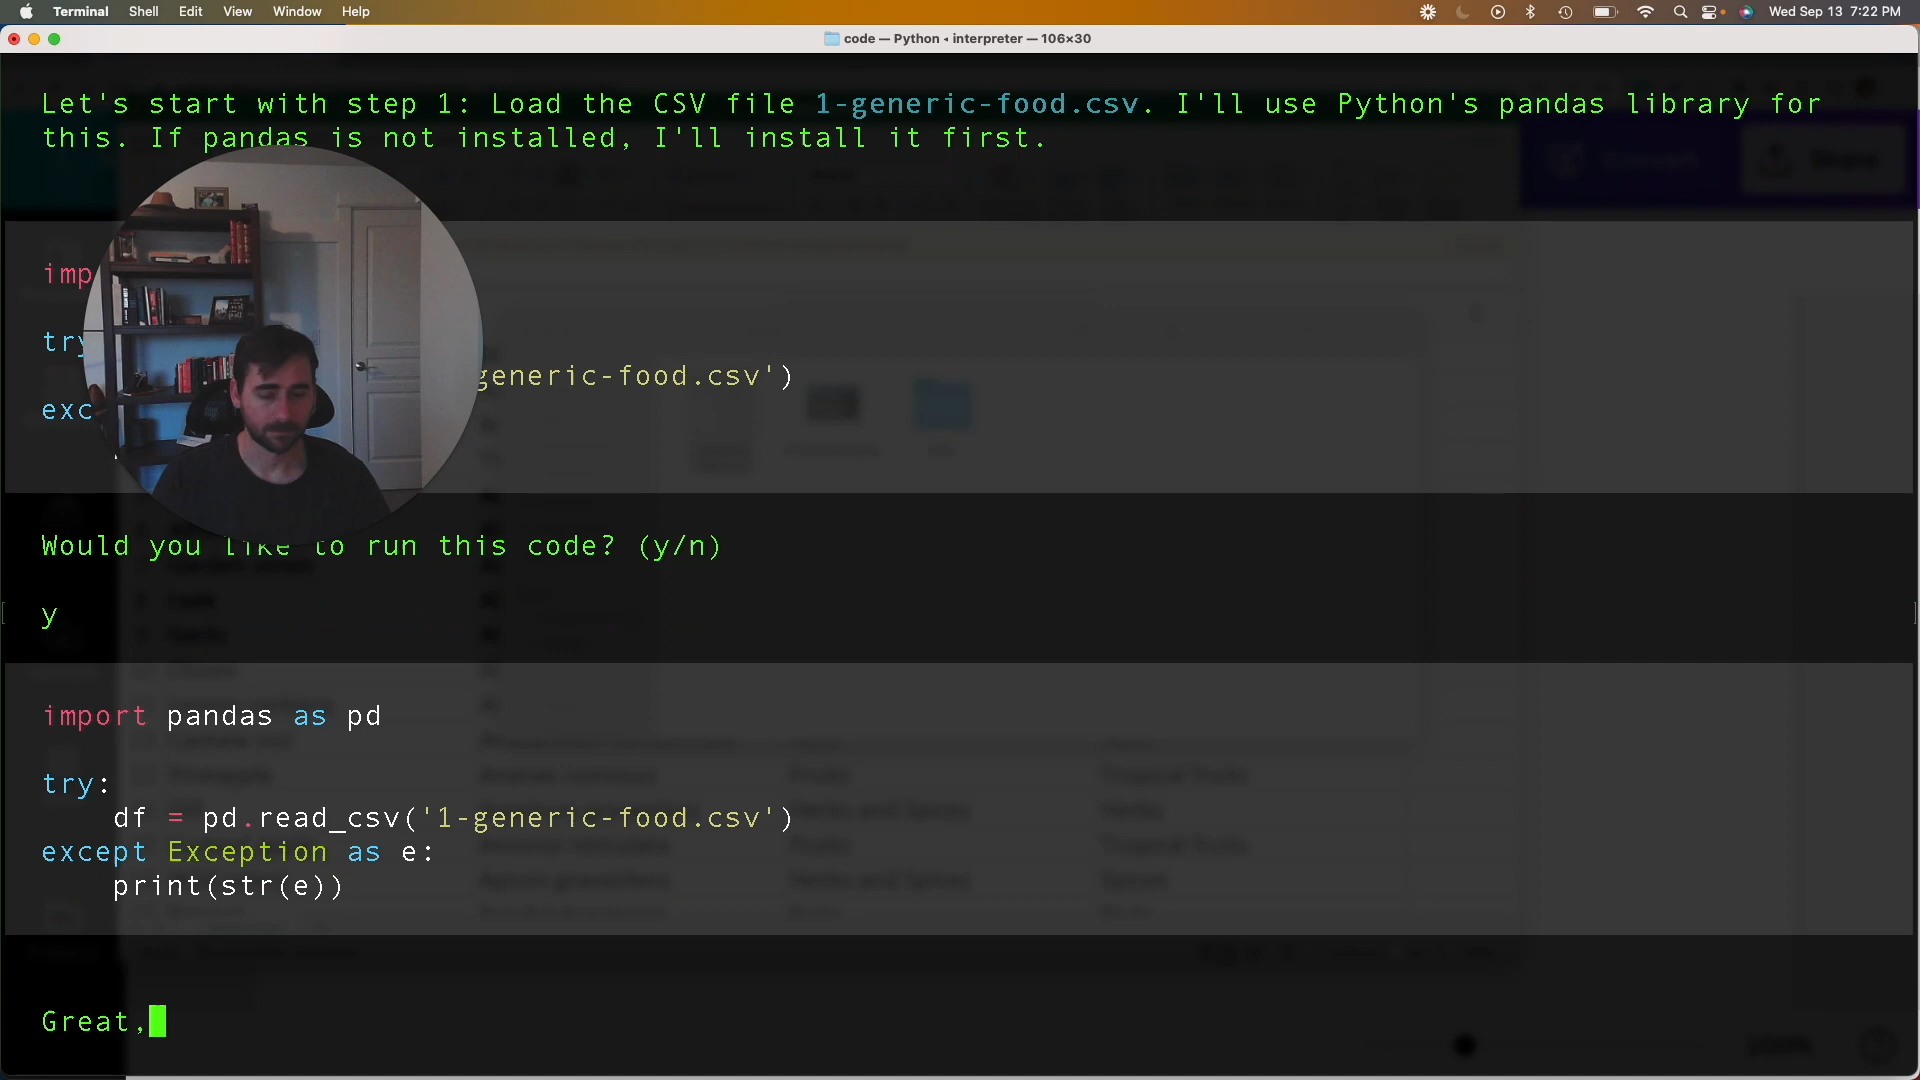 Terminal Shell Edit View Window Help
Wed Sep 13 7:22 PM
code — Python ◂ interpreter — 106×30
Let's start with step 1: Load the CSV file 1-generic-food.csv. I'll use Python's pandas library for
this. If pandas is not installed, I'll install it first.
Share
imp
try
generic-food.csv')
exc
Would you like to run this code? (y/n)
y
import pandas as pd
try:
df = pd.read_csv('1-generic-food.csv')
except Exception as e:
print(str(e))
Great,